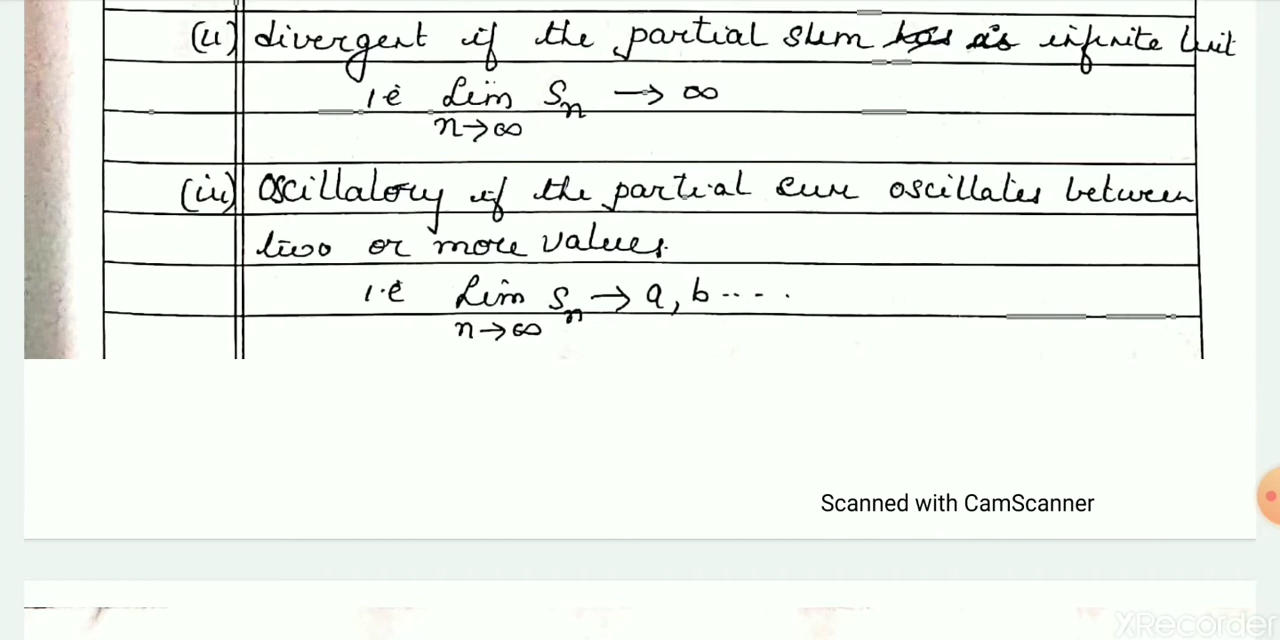 (ii) divergent if the partial sum has is infinite limit
i.e Lim Sn → ∞
n→∞
(iii) Oscillatory if the partial sum oscillates between
two or more values.
i.e Lim Sn → a, b ....
n→∞
Scanned with CamScanner
XRecorder